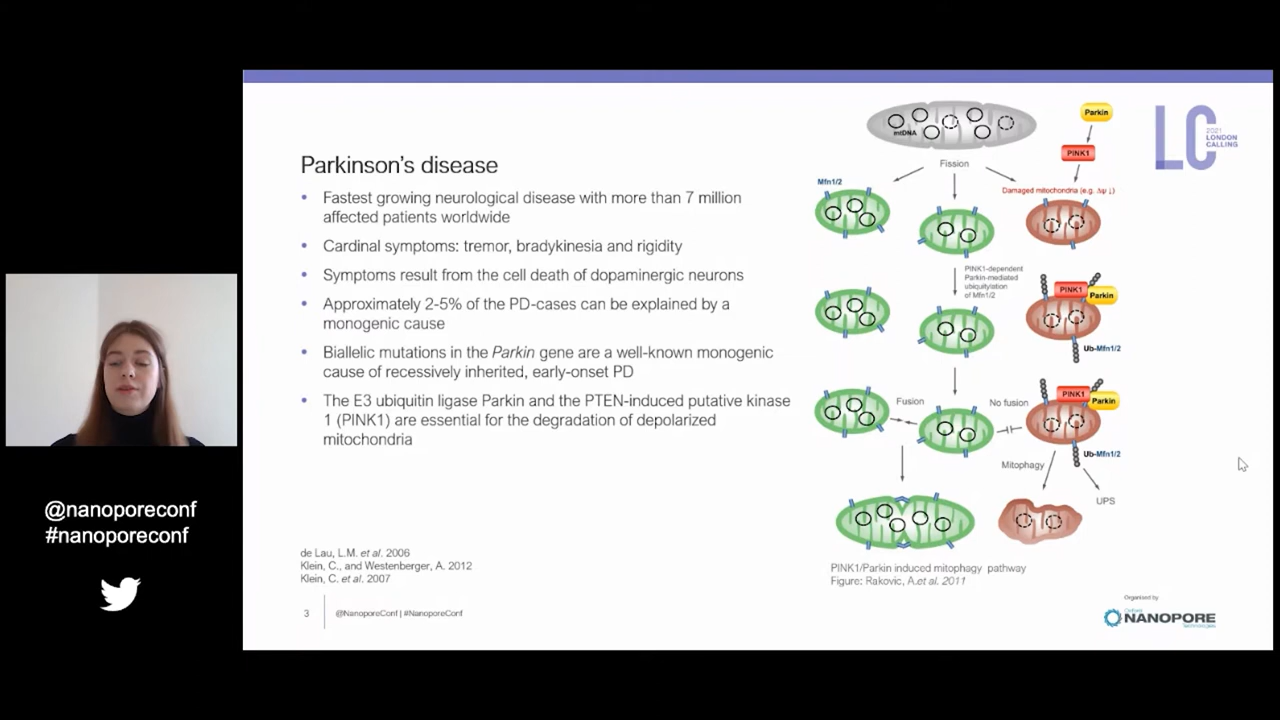 @nanoporeconf
#nanoporeconf
Parkinson's disease
• Fastest growing neurological disease with more than 7 million
affected patients worldwide
• Cardinal symptoms: tremor, bradykinesia and rigidity
• Symptoms result from the cell death of dopaminergic neurons
• Approximately 2-5% of the PD-cases can be explained by a
monogenic cause
• Biallelic mutations in the Parkin gene are a well-known monogenic
cause of recessively inherited, early-onset PD
• The E3 ubiquitin ligase Parkin and the PTEN-induced putative kinase
1 (PINK1) are essential for the degradation of depolarized
mitochondria
de Lau, L.M. et al. 2006
Klein, C., and Westenberger, A. 2012
Klein, C. et al. 2007
3
@NanoporeConf | #NanoporeConf
mtDNA
Parkin
PINK1
Fission
Mfn1/2
Damaged mitochondria (e.g. Δψ ↓)
PINK1-dependent
Parkin-mediated
ubiquitylation
of Mfn1/2
PINK1
Parkin
Ub-Mfn1/2
Fusion
No fusion
PINK1
Parkin
Ub-Mfn1/2
Mitophagy
UPS
PINK1/Parkin induced mitophagy pathway
Figure: Rakovic, A.et al. 2011
LC
2021
LONDON
CALLING
Organised by
Oxford
NANOPORE
Technologies